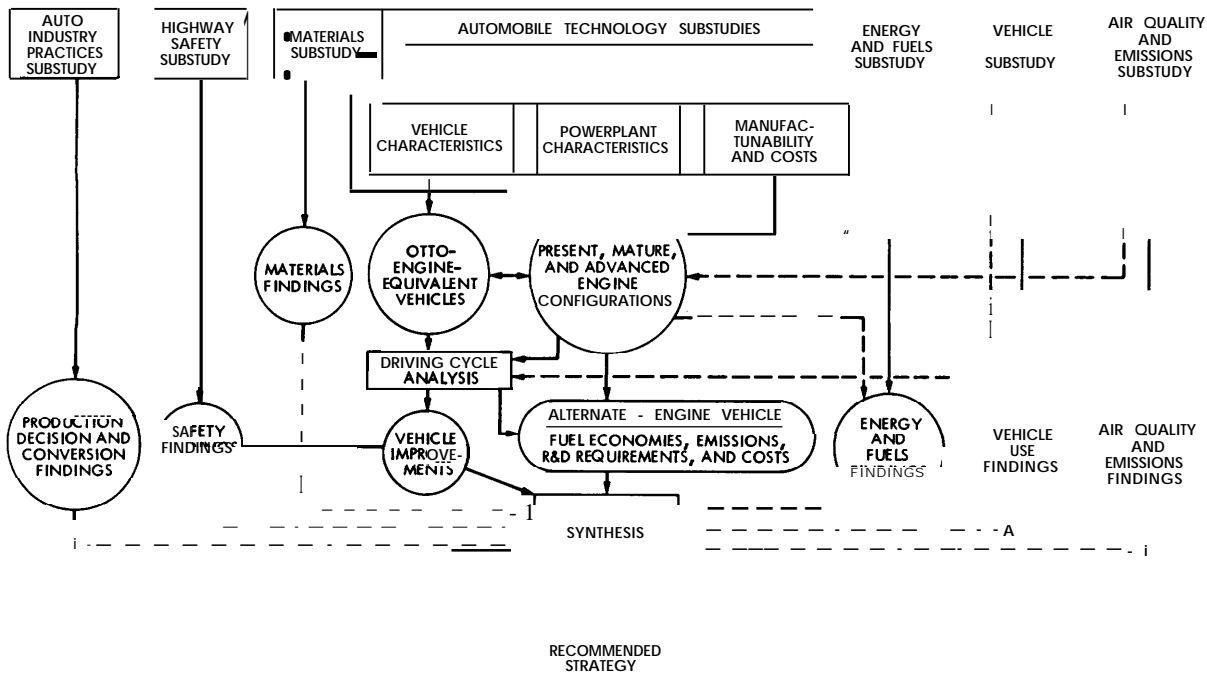 AUTO
INDUSTRY
PRACTICES
SUBSTUDY
HIGHWAY
SAFETY
SUBSTUDY
MATERIALS
SUBSTUDY
AUTOMOBILE TECHNOLOGY SUBSTUDIES
ENERGY
AND FUELS
SUBSTUDY
VEHICLE
SUBSTUDY
AIR QUALITY
AND
EMISSIONS
SUBSTUDY
VEHICLE
CHARACTERISTICS
POWERPLANT
CHARACTERISTICS
MANUFAC-
TUNABILITY
AND COSTS
MATERIALS
FINDINGS
OTTO-
ENGINE-
EQUIVALENT
VEHICLES
PRESENT, MATURE,
AND ADVANCED
ENGINE
CONFIGURATIONS
DRIVING CYCLE
ANALYSIS
PRODUCTION
DECISION AND
CONVERSION
FINDINGS
SAFETY
FINDINGS
VEHICLE
IMPROVE-
MENTS
ALTERNATE - ENGINE VEHICLE
FUEL ECONOMIES, EMISSIONS,
R&D REQUIREMENTS, AND COSTS
ENERGY
AND
FUELS
FINDINGS
VEHICLE
USE
FINDINGS
AIR QUALITY
AND
EMISSIONS
FINDINGS
- 1
SYNTHESIS
A
i
- i
RECOMMENDED
STRATEGY